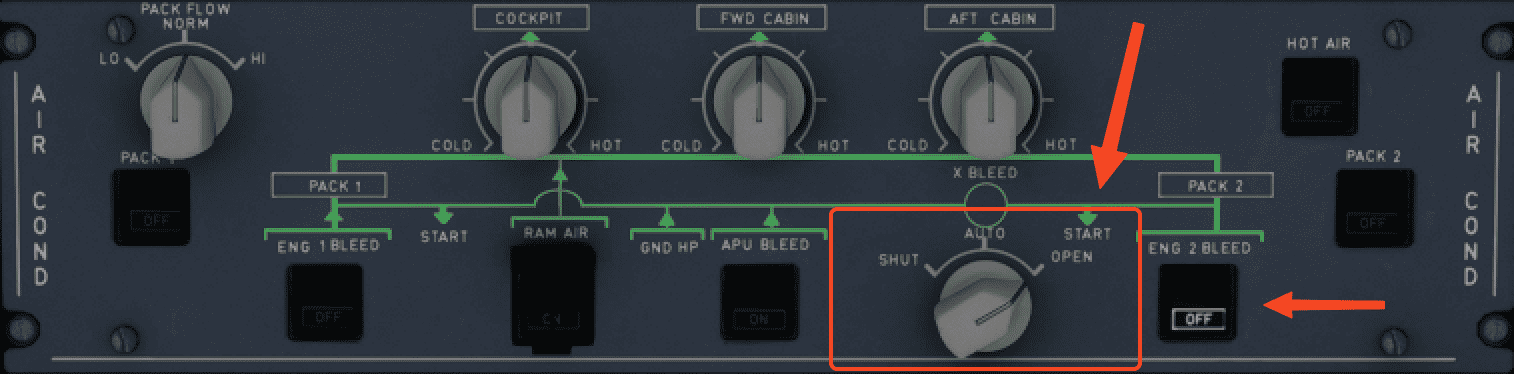 PACK FLOW
NORM
LO
HI
COCKPIT
FWD CABIN
AFT CABIN
HOT AIR
OFF
AIR COND
COLD
HOT
COLD
HOT
COLD
HOT
AIR COND
PACK
OFF
PACK 1
X BLEED
PACK 2
PACK 2
OFF
ENG 1 BLEED
START
RAM AIR
GND HP
APU BLEED
AUTO
START
ENG 2 BLEED
SHUT
OPEN
OFF
ON
OFF